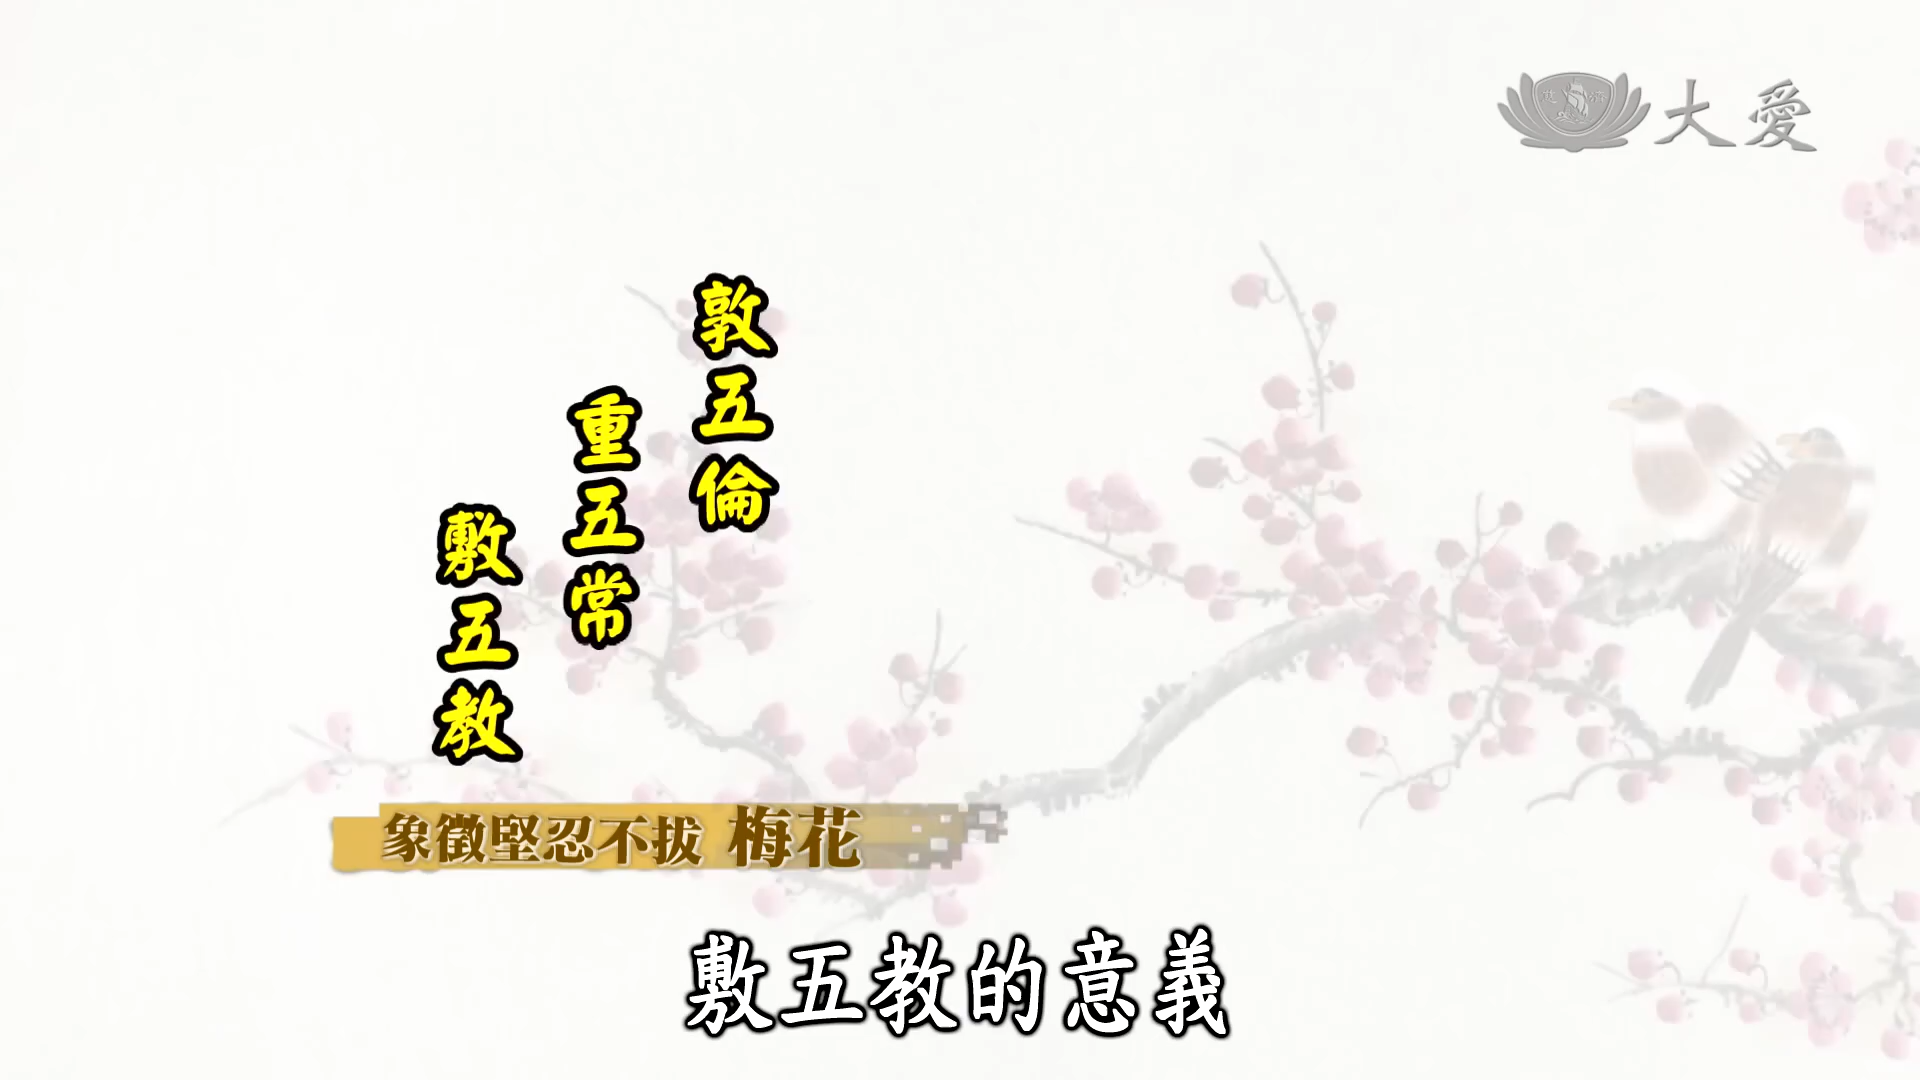 大愛
敦五倫
重五常
敷五教
象徵堅忍不拔 梅花
敷五教的意義